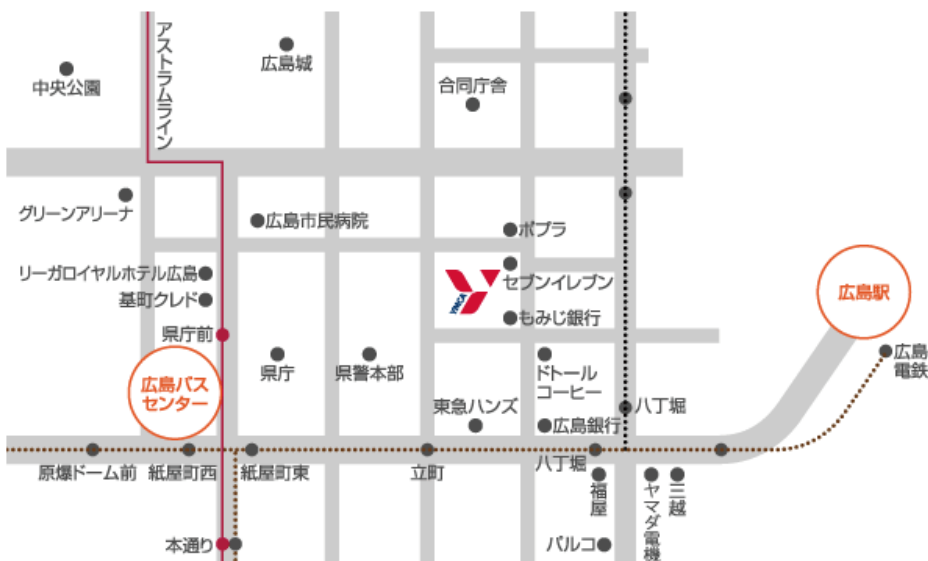 アストラムライン
広島城
中央公園
合同庁舎
グリーンアリーナ
広島市民病院
ポプラ
リーガロイヤルホテル広島
セブンイレブン
基町クレド
YMCA
もみじ銀行
広島駅
県庁前
県庁
県警本部
ドトール
コーヒー
広島
電鉄
広島バス
センター
東急ハンズ
広島銀行
八丁堀
原爆ドーム前
紙屋町西
紙屋町東
立町
八丁堀
福屋
ヤマダ電機
三越
本通り
パルコ